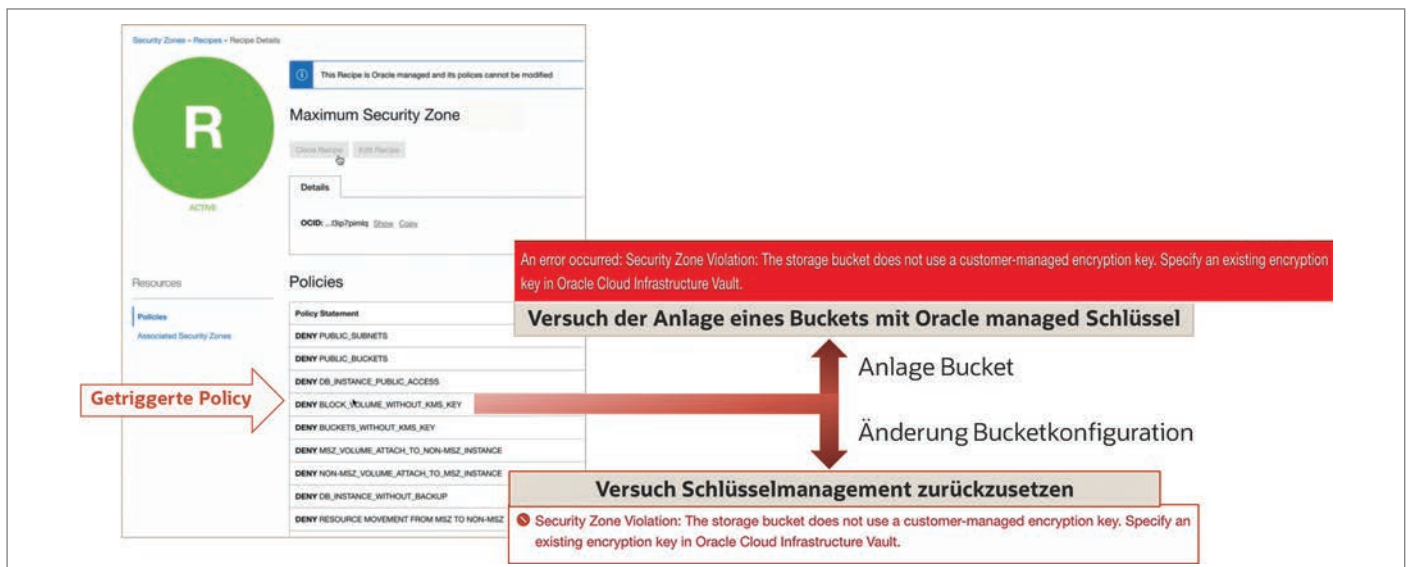 Security Zones » Recipes » Recipe Details
This Recipe is Oracle managed and its polices cannot be modified
R
Maximum Security Zone
Clone Recipe Edit Recipe
Details
ACTIVE
OCID: ...t3ip7pimlq Show Copy
An error occurred: Security Zone Violation: The storage bucket does not use a customer-managed encryption key. Specify an existing encryption
key in Oracle Cloud Infrastructure Vault.
Resources
Policies
Policies
Associated Security Zones
Policy Statement
DENY PUBLIC_SUBNETS
DENY PUBLIC_BUCKETS
DENY DB_INSTANCE_PUBLIC_ACCESS
DENY BLOCK_VOLUME_WITHOUT_KMS_KEY
DENY BUCKETS_WITHOUT_KMS_KEY
DENY MSZ_VOLUME_ATTACH_TO_NON-MSZ_INSTANCE
DENY NON-MSZ_VOLUME_ATTACH_TO_MSZ_INSTANCE
DENY DB_INSTANCE_WITHOUT_BACKUP
DENY RESOURCE MOVEMENT FROM MSZ TO NON-MSZ
Getriggerte Policy
Versuch der Anlage eines Buckets mit Oracle managed Schlüssel
Anlage Bucket
Änderung Bucketkonfiguration
Versuch Schlüsselmanagement zurückzusetzen
Security Zone Violation: The storage bucket does not use a customer-managed encryption key. Specify an
existing encryption key in Oracle Cloud Infrastructure Vault.